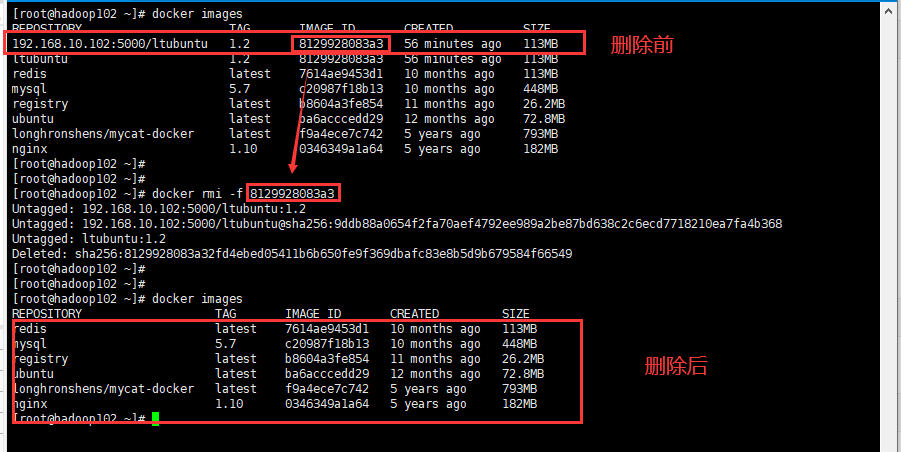 [root@hadoop102 ~]# docker images
REPOSITORY TAG IMAGE ID CREATED SIZE
192.168.10.102:5000/ltubuntu 1.2 8129928083a3 56 minutes ago 113MB
删除前
ltubuntu 1.2 8129928083a3 56 minutes ago 113MB
redis latest 7614ae9453d1 10 months ago 113MB
mysql 5.7 c20987f18b13 10 months ago 448MB
registry latest b8604a3fe854 11 months ago 26.2MB
ubuntu latest ba6acccedd29 12 months ago 72.8MB
longhronshens/mycat-docker latest f9a4ece7c742 5 years ago 793MB
nginx 1.10 0346349a1a64 5 years ago 182MB
[root@hadoop102 ~]#
[root@hadoop102 ~]#
[root@hadoop102 ~]# docker rmi -f 8129928083a3
Untagged: 192.168.10.102:5000/ltubuntu:1.2
Untagged: 192.168.10.102:5000/ltubuntu@sha256:9ddb88a0654f2fa70aef4792ee989a2be87bd638c2c6ecd7718210ea7fa4b368
Untagged: ltubuntu:1.2
Deleted: sha256:8129928083a32fd4ebed05411b6b650fe9f369dbafc83e8b5d9b679584f66549
[root@hadoop102 ~]#
[root@hadoop102 ~]#
[root@hadoop102 ~]# docker images
REPOSITORY TAG IMAGE ID CREATED SIZE
redis latest 7614ae9453d1 10 months ago 113MB
mysql 5.7 c20987f18b13 10 months ago 448MB
registry latest b8604a3fe854 11 months ago 26.2MB
ubuntu latest ba6acccedd29 12 months ago 72.8MB
删除后
longhronshens/mycat-docker latest f9a4ece7c742 5 years ago 793MB
nginx 1.10 0346349a1a64 5 years ago 182MB
[root@hadoop102 ~]#